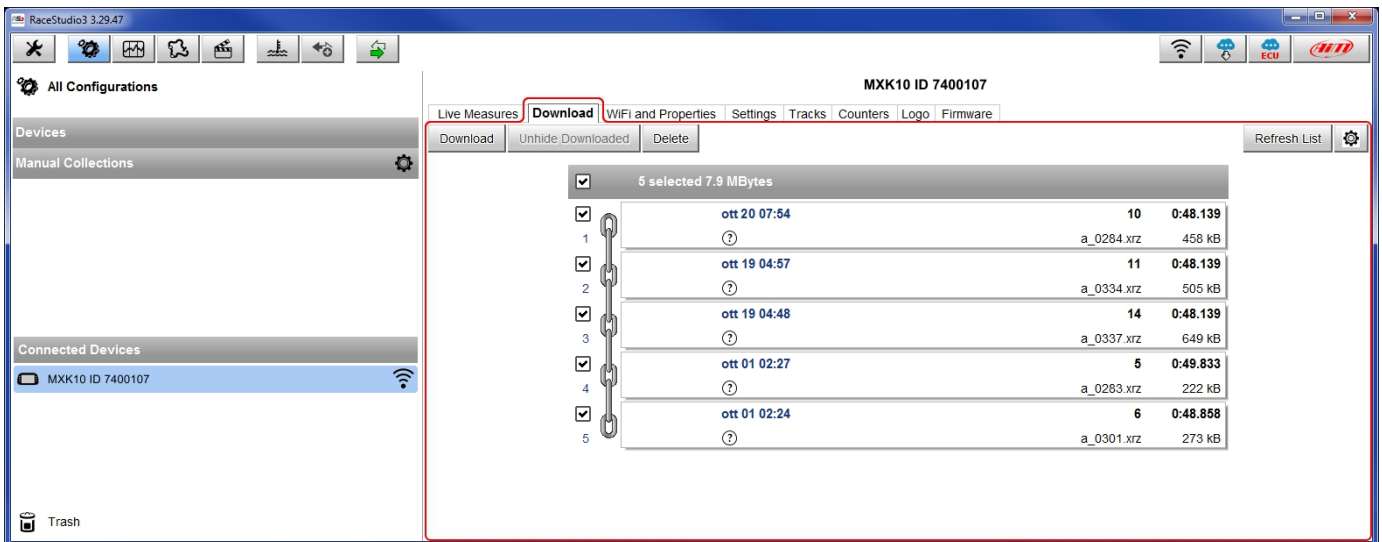 RaceStudio3 3.29.47
ECU
AiM
All Configurations
MXK10 ID 7400107
Live Measures Download WiFi and Properties Settings Tracks Counters Logo Firmware
Devices
Download Unhide Downloaded Delete Refresh List
Manual Collections
5 selected 7.9 MBytes
ott 20 07:54 10 0:48.139
1 ? a_0284.xrz 458 kB
ott 19 04:57 11 0:48.139
2 ? a_0334.xrz 505 kB
ott 19 04:48 14 0:48.139
3 ? a_0337.xrz 649 kB
Connected Devices
MXK10 ID 7400107
ott 01 02:27 5 0:49.833
4 ? a_0283.xrz 222 kB
ott 01 02:24 6 0:48.858
5 ? a_0301.xrz 273 kB
Trash